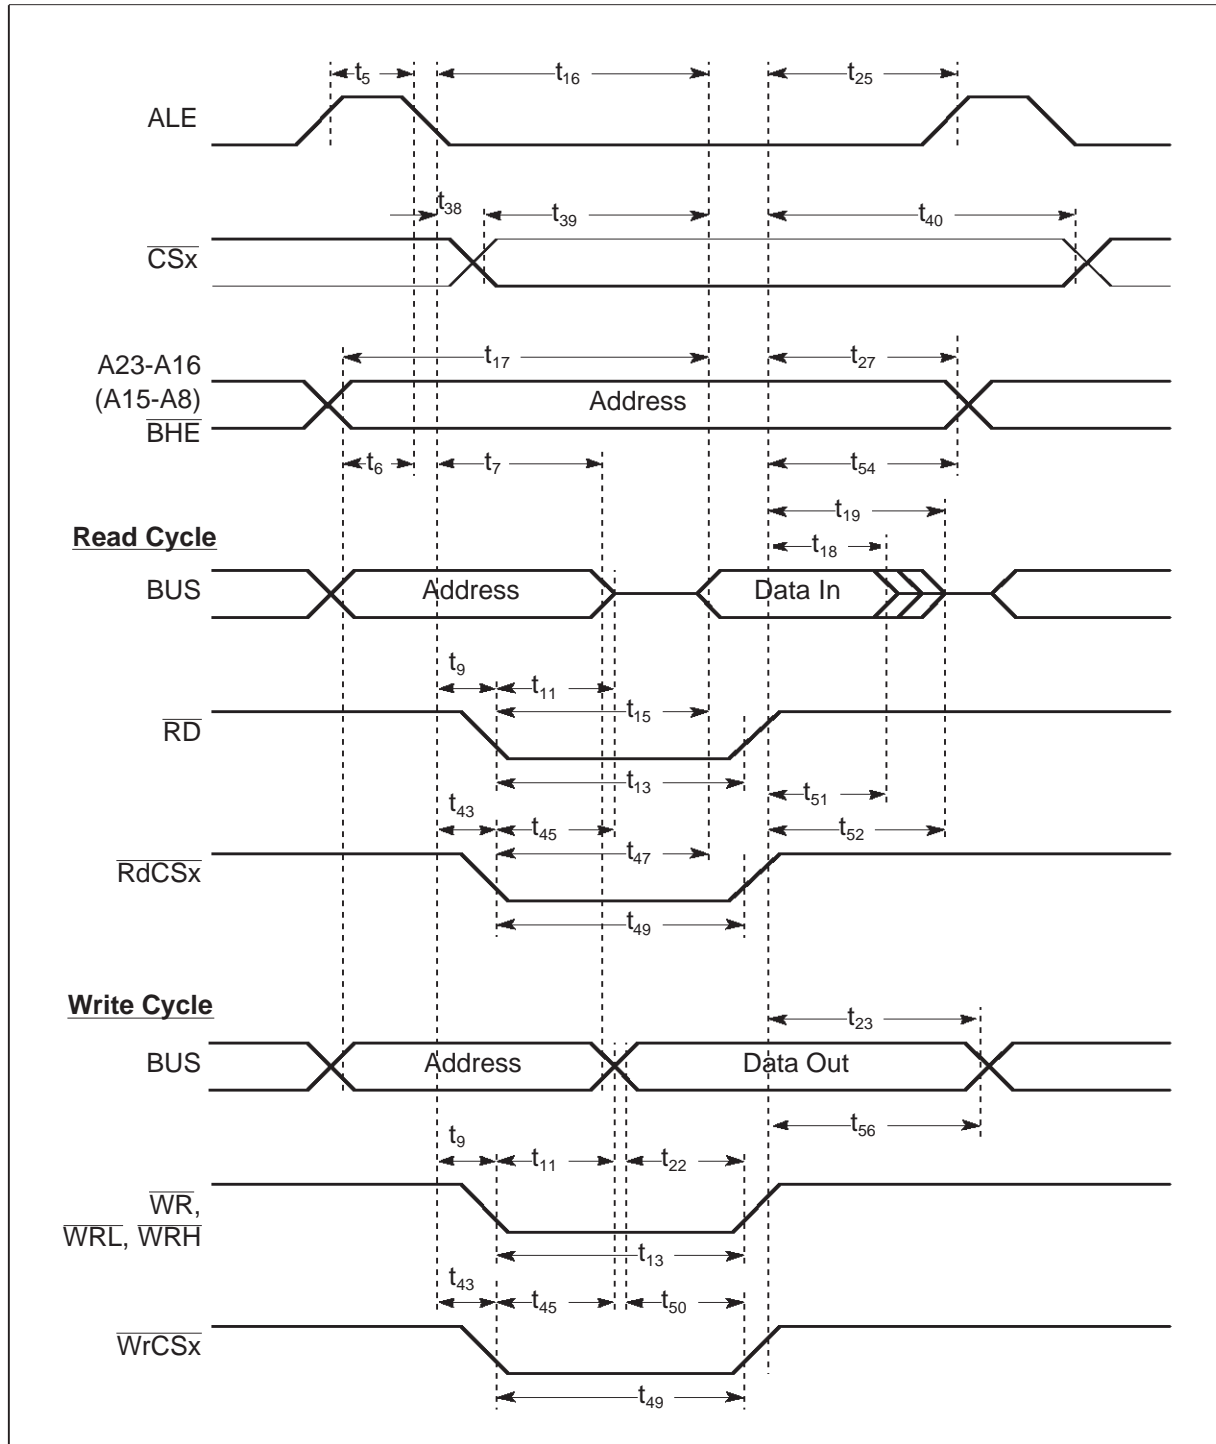 t5 t16 t25
ALE
t38 t39 t40
CSx
t17 t27
A23-A16
(A15-A8)
BHE
Address
t6 t7 t54
t19
Read Cycle
t18
BUS Address Data In
t9 t11
t15
RD
t13 t51
t43 t45 t52
t47
RdCSx
t49
Write Cycle
t23
BUS Address Data Out
t56
t9 t11 t22
WR,
WRL, WRH
t13
t43 t45 t50
WrCSx
t49